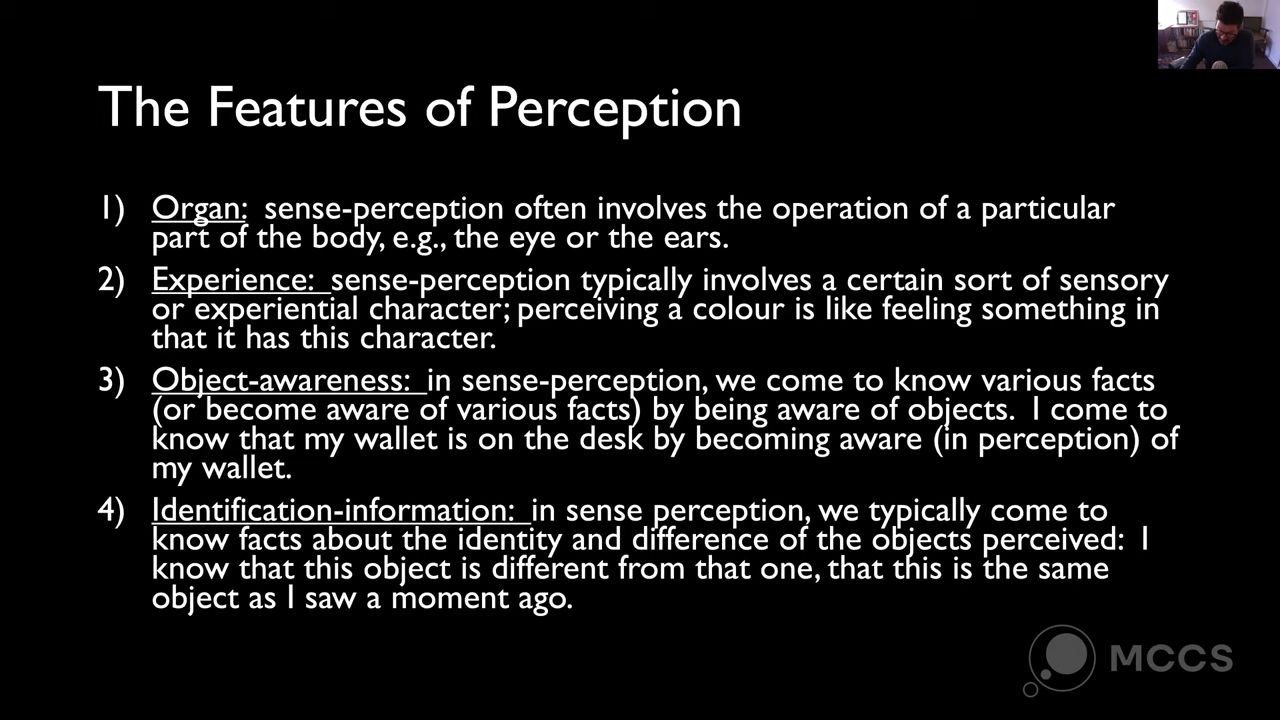 The Features of Perception
1) Organ: sense-perception often involves the operation of a particular
part of the body, e.g., the eye or the ears.
2) Experience: sense-perception typically involves a certain sort of sensory
or experiential character; perceiving a colour is like feeling something in
that it has this character.
3) Object-awareness: in sense-perception, we come to know various facts
(or become aware of various facts) by being aware of objects. I come to
know that my wallet is on the desk by becoming aware (in perception) of
my wallet.
4) Identification-information: in sense perception, we typically come to
know facts about the identity and difference of the objects perceived: I
know that this object is different from that one, that this is the same
object as I saw a moment ago.
MCCS